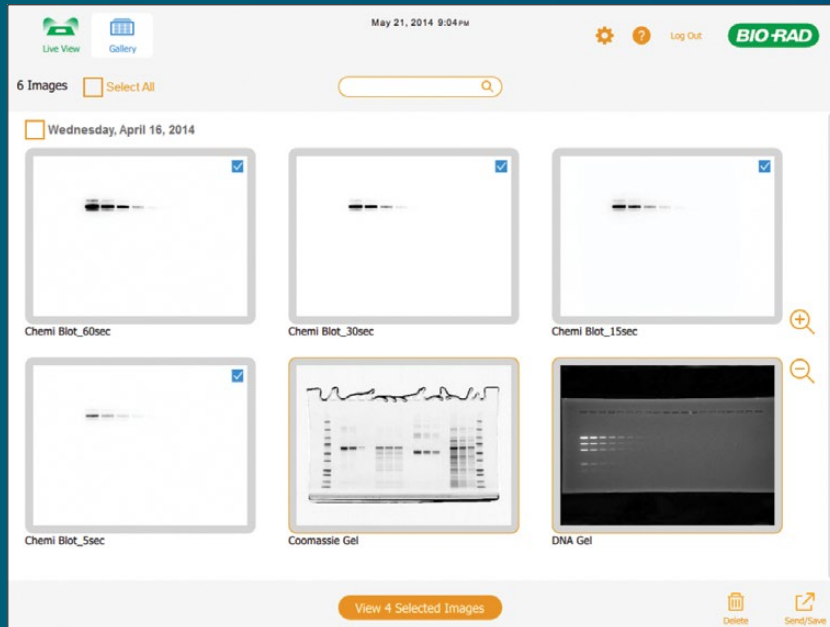 May 21, 2014 9:04PM
Live View
Gallery
Log Out
BIO-RAD
6 Images
Select All
Wednesday, April 16, 2014
Chemi Blot_60sec
Chemi Blot_30sec
Chemi Blot_15sec
Chemi Blot_5sec
Coomassie Gel
DNA Gel
View 4 Selected Images
Delete
Send/Save